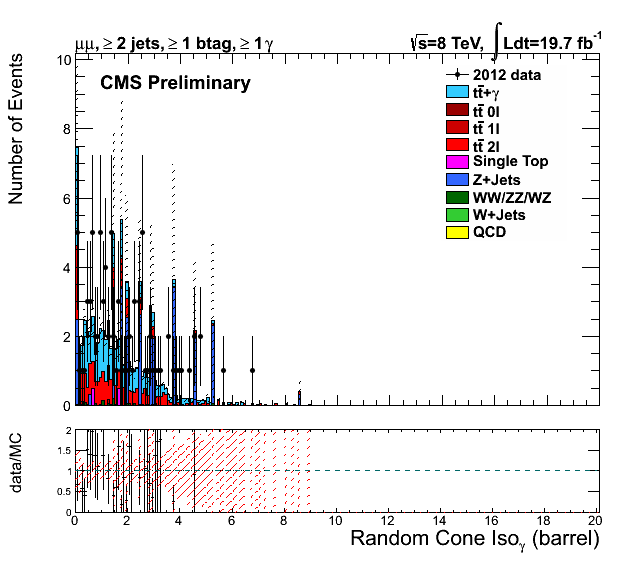 μμ, ≥ 2 jets, ≥ 1 btag, ≥ 1 γ
√s=8 TeV, ∫Ldt=19.7 fb⁻¹
CMS Preliminary
Number of Events
10
8
6
4
2
0
2012 data
tt̄+γ
tt̄ 0l
tt̄ 1l
tt̄ 2l
Single Top
Z+Jets
WW/ZZ/WZ
W+Jets
QCD
data/MC
2
1.5
1
0.5
0
0 2 4 6 8 10 12 14 16 18 20
Random Cone Isoγ (barrel)